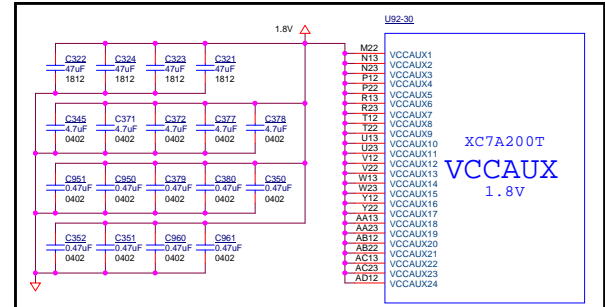 U92-30
1.8V
C322 C324 C323 C321
47uF 47uF 47uF 47uF
1812 1812 1812 1812
C345 C371 C372 C377 C378
4.7uF 4.7uF 4.7uF 4.7uF 4.7uF
0402 0402 0402 0402 0402
C951 C950 C379 C380 C350
0.47uF 0.47uF 0.47uF 0.47uF 0.47uF
0402 0402 0402 0402 0402
C352 C351 C960 C961
0.47uF 0.47uF 0.47uF 0.47uF
0402 0402 0402 0402
M22 VCCAUX1
N13 VCCAUX2
N23 VCCAUX3
P12 VCCAUX4
P22 VCCAUX5
R13 VCCAUX6
R23 VCCAUX7
T12 VCCAUX8
T22 VCCAUX9
U13 VCCAUX10
U23 VCCAUX11
V12 VCCAUX12
V22 VCCAUX13
W13 VCCAUX14
W23 VCCAUX15
Y12 VCCAUX16
Y22 VCCAUX17
AA13 VCCAUX18
AA23 VCCAUX19
AB12 VCCAUX20
AB22 VCCAUX21
AC13 VCCAUX22
AC23 VCCAUX23
AD12 VCCAUX24
XC7A200T
VCCAUX
1.8V